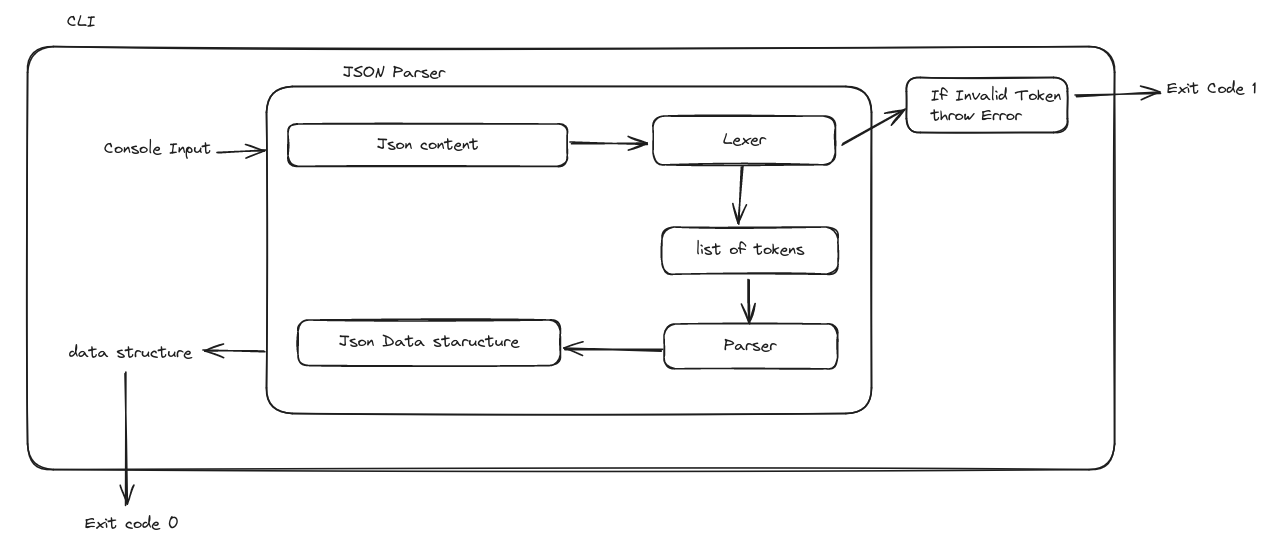 CLI
JSON Parser
If Invalid Token
throw Error
Exit Code 1
Console Input
Json content
Lexer
list of tokens
Json Data staructure
Parser
data structure
Exit code 0